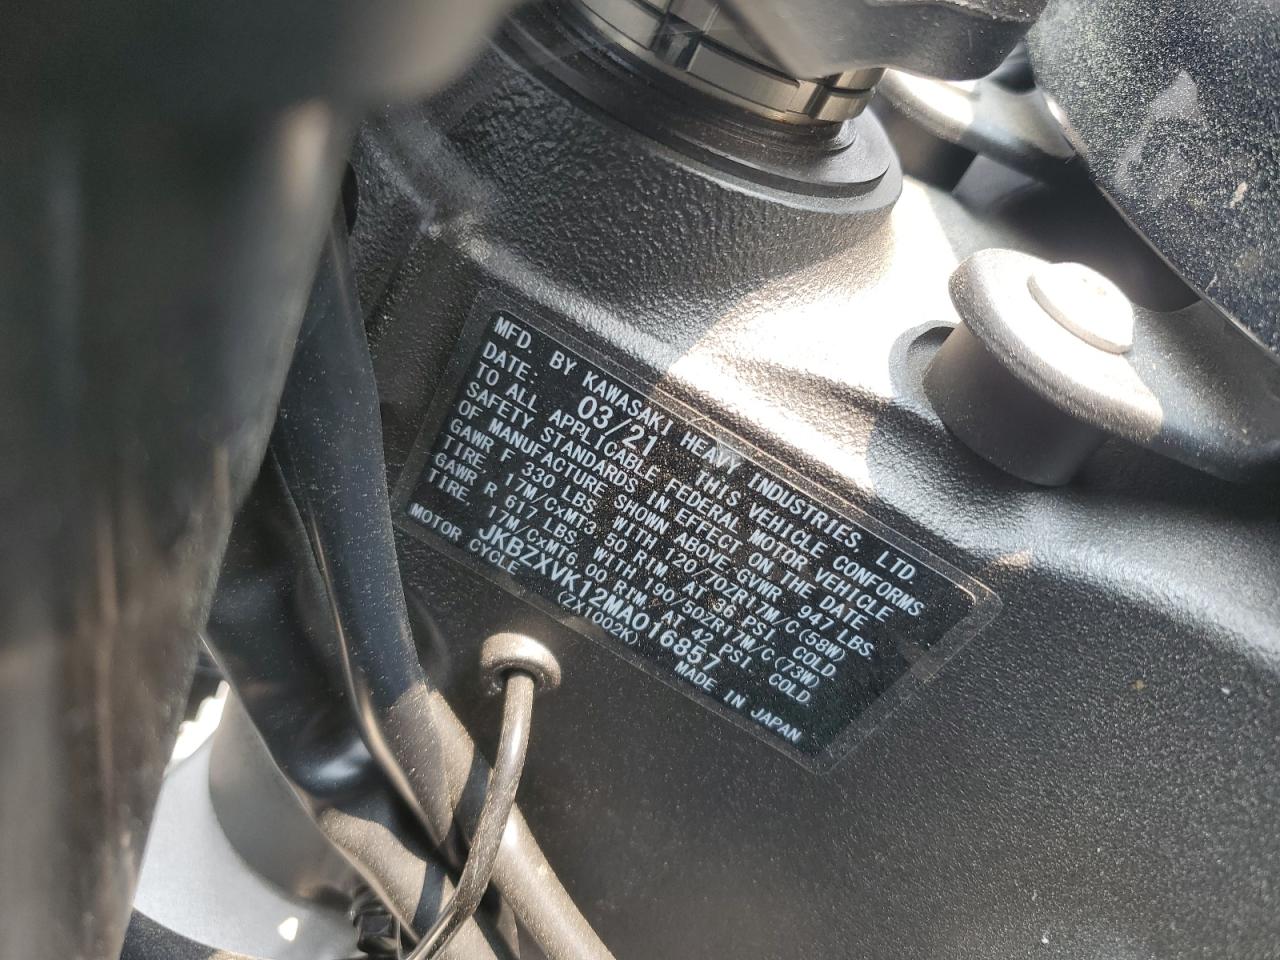 MFD. BY KAWASAKI HEAVY INDUSTRIES, LTD.
DATE: 03/21 THIS VEHICLE CONFORMS
TO ALL APPLICABLE FEDERAL MOTOR VEHICLE
SAFETY STANDARDS IN EFFECT ON THE DATE
OF MANUFACTURE SHOWN ABOVE GVWR 947 LBS
GAWR F 330 LBS WITH 120/70ZR17M/C(58W)
TIRE, 17M/CxMT3.50 RIM, AT 36 PSI COLD
GAWR R 617 LBS WITH 190/50ZR17M/C(73W)
TIRE, 17M/CxMT6.00 RIM, AT 42 PSI COLD.
JKBZXVK12MA016857
MOTOR CYCLE (ZX1002K) MADE IN JAPAN